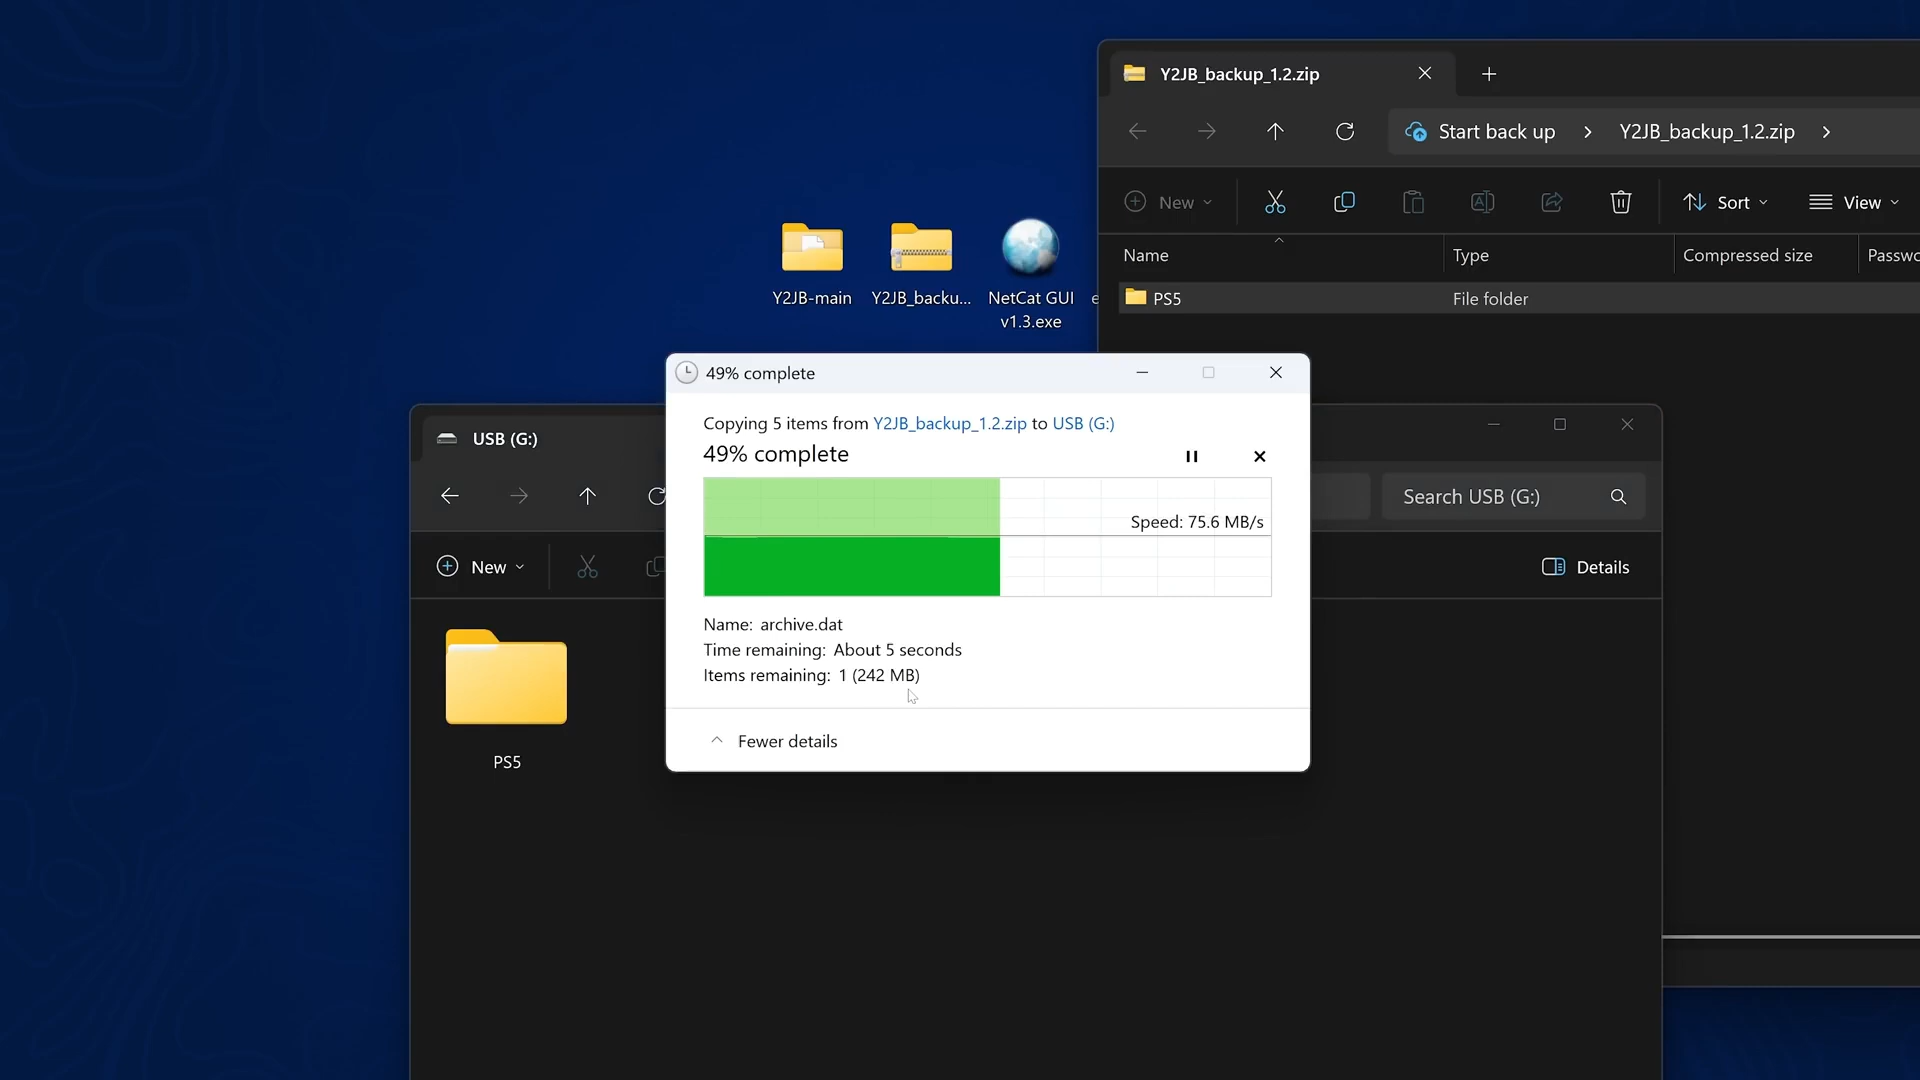 Y2JB_backup_1.2.zip
Start back up
Y2JB_backup_1.2.zip
New
Sort
View
Name
Type
Compressed size
Passwo
PS5
File folder
Y2JB-main
Y2JB_backu...
NetCat GUI
v1.3.exe
e
49% complete
Copying 5 items from Y2JB_backup_1.2.zip to USB (G:)
49% complete
Speed: 75.6 MB/s
Name: archive.dat
Time remaining: About 5 seconds
Items remaining: 1 (242 MB)
Fewer details
USB (G:)
Search USB (G:)
New
Details
PS5